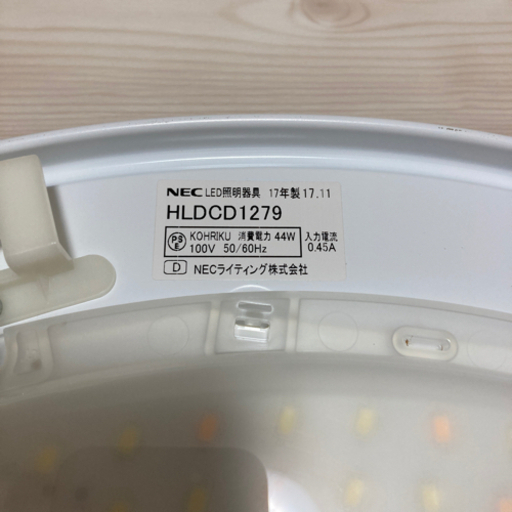 NEC LED照明器具 17年製 17.11
HLDCD1279
PSE KOHRIKU 消費電力 44W 入力電流
100V 50/60Hz 0.45A
D NECライティング株式会社